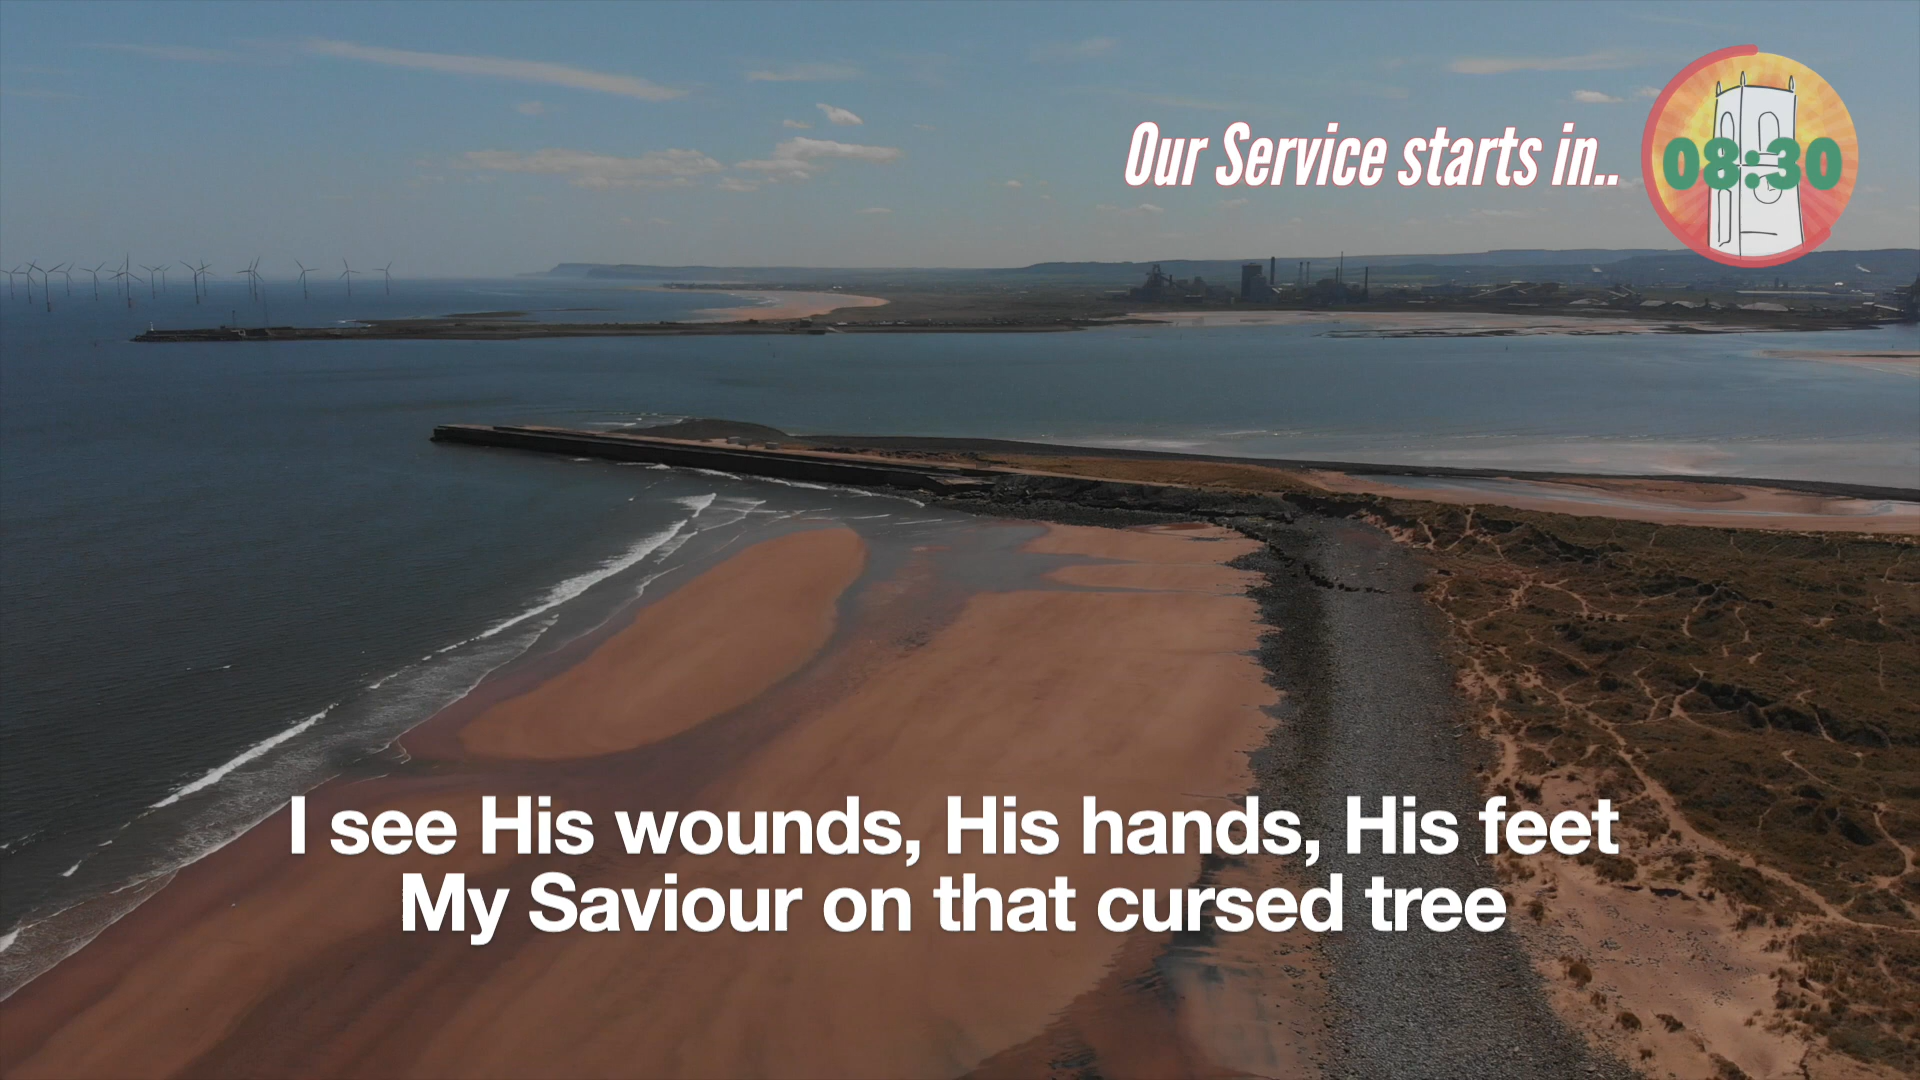 Our Service starts in..
08:30
I see His wounds, His hands, His feet
My Saviour on that cursed tree